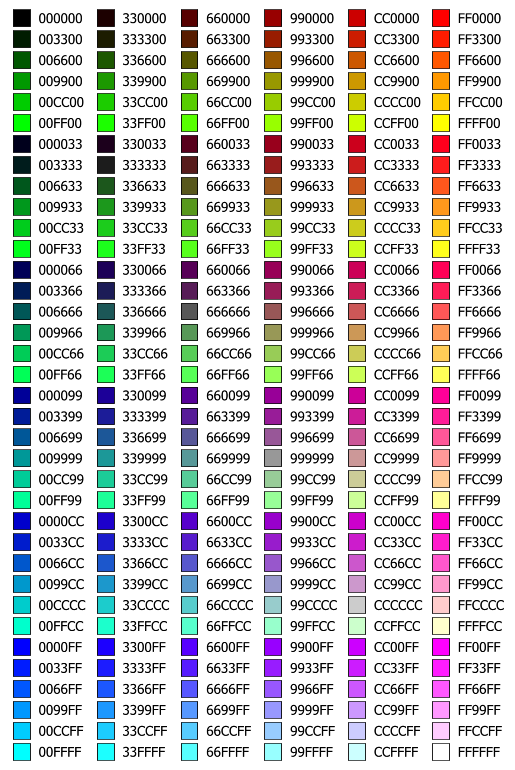 000000 330000 660000 990000 CC0000 FF0000
003300 333300 663300 993300 CC3300 FF3300
006600 336600 666600 996600 CC6600 FF6600
009900 339900 669900 999900 CC9900 FF9900
00CC00 33CC00 66CC00 99CC00 CCCC00 FFCC00
00FF00 33FF00 66FF00 99FF00 CCFF00 FFFF00
000033 330033 660033 990033 CC0033 FF0033
003333 333333 663333 993333 CC3333 FF3333
006633 336633 666633 996633 CC6633 FF6633
009933 339933 669933 999933 CC9933 FF9933
00CC33 33CC33 66CC33 99CC33 CCCC33 FFCC33
00FF33 33FF33 66FF33 99FF33 CCFF33 FFFF33
000066 330066 660066 990066 CC0066 FF0066
003366 333366 663366 993366 CC3366 FF3366
006666 336666 666666 996666 CC6666 FF6666
009966 339966 669966 999966 CC9966 FF9966
00CC66 33CC66 66CC66 99CC66 CCCC66 FFCC66
00FF66 33FF66 66FF66 99FF66 CCFF66 FFFF66
000099 330099 660099 990099 CC0099 FF0099
003399 333399 663399 993399 CC3399 FF3399
006699 336699 666699 996699 CC6699 FF6699
009999 339999 669999 999999 CC9999 FF9999
00CC99 33CC99 66CC99 99CC99 CCCC99 FFCC99
00FF99 33FF99 66FF99 99FF99 CCFF99 FFFF99
0000CC 3300CC 6600CC 9900CC CC00CC FF00CC
0033CC 3333CC 6633CC 9933CC CC33CC FF33CC
0066CC 3366CC 6666CC 9966CC CC66CC FF66CC
0099CC 3399CC 6699CC 9999CC CC99CC FF99CC
00CCCC 33CCCC 66CCCC 99CCCC CCCCCC FFCCCC
00FFCC 33FFCC 66FFCC 99FFCC CCFFCC FFFFCC
0000FF 3300FF 6600FF 9900FF CC00FF FF00FF
0033FF 3333FF 6633FF 9933FF CC33FF FF33FF
0066FF 3366FF 6666FF 9966FF CC66FF FF66FF
0099FF 3399FF 6699FF 9999FF CC99FF FF99FF
00CCFF 33CCFF 66CCFF 99CCFF CCCCFF FFCCFF
00FFFF 33FFFF 66FFFF 99FFFF CCFFFF FFFFFF